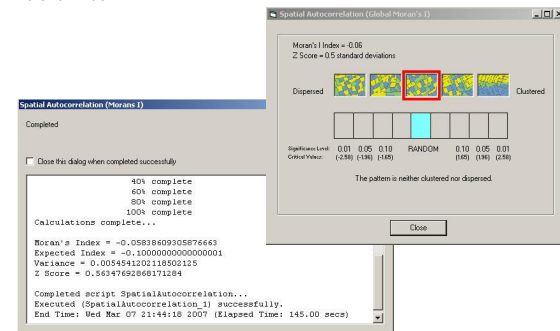 Spatial Autocorrelation (Global Moran's I)
Moran's I Index = -0.06
Z Score = 0.5 standard deviations
Dispersed
Clustered
Significance Level: 0.01 0.05 0.10 RANDOM 0.10 0.05 0.01
Critical Values: (-2.58) (-1.96) (-1.65) (1.65) (1.96) (2.58)
The pattern is neither clustered nor dispersed.
Close
Spatial Autocorrelation (Morans I)
Completed
Close this dialog when completed successfully
40% complete
60% complete
80% complete
100% complete
Calculations complete...
Moran's Index = -0.05838609305876663
Expected Index = -0.10000000000000001
Variance = 0.0054541202118502125
Z Score = 0.56347692868171284
Completed script SpatialAutocorrelation...
Executed (SpatialAutocorrelation_1) successfully.
End Time: Wed Mar 07 21:44:18 2007 (Elapsed Time: 145.00 secs)